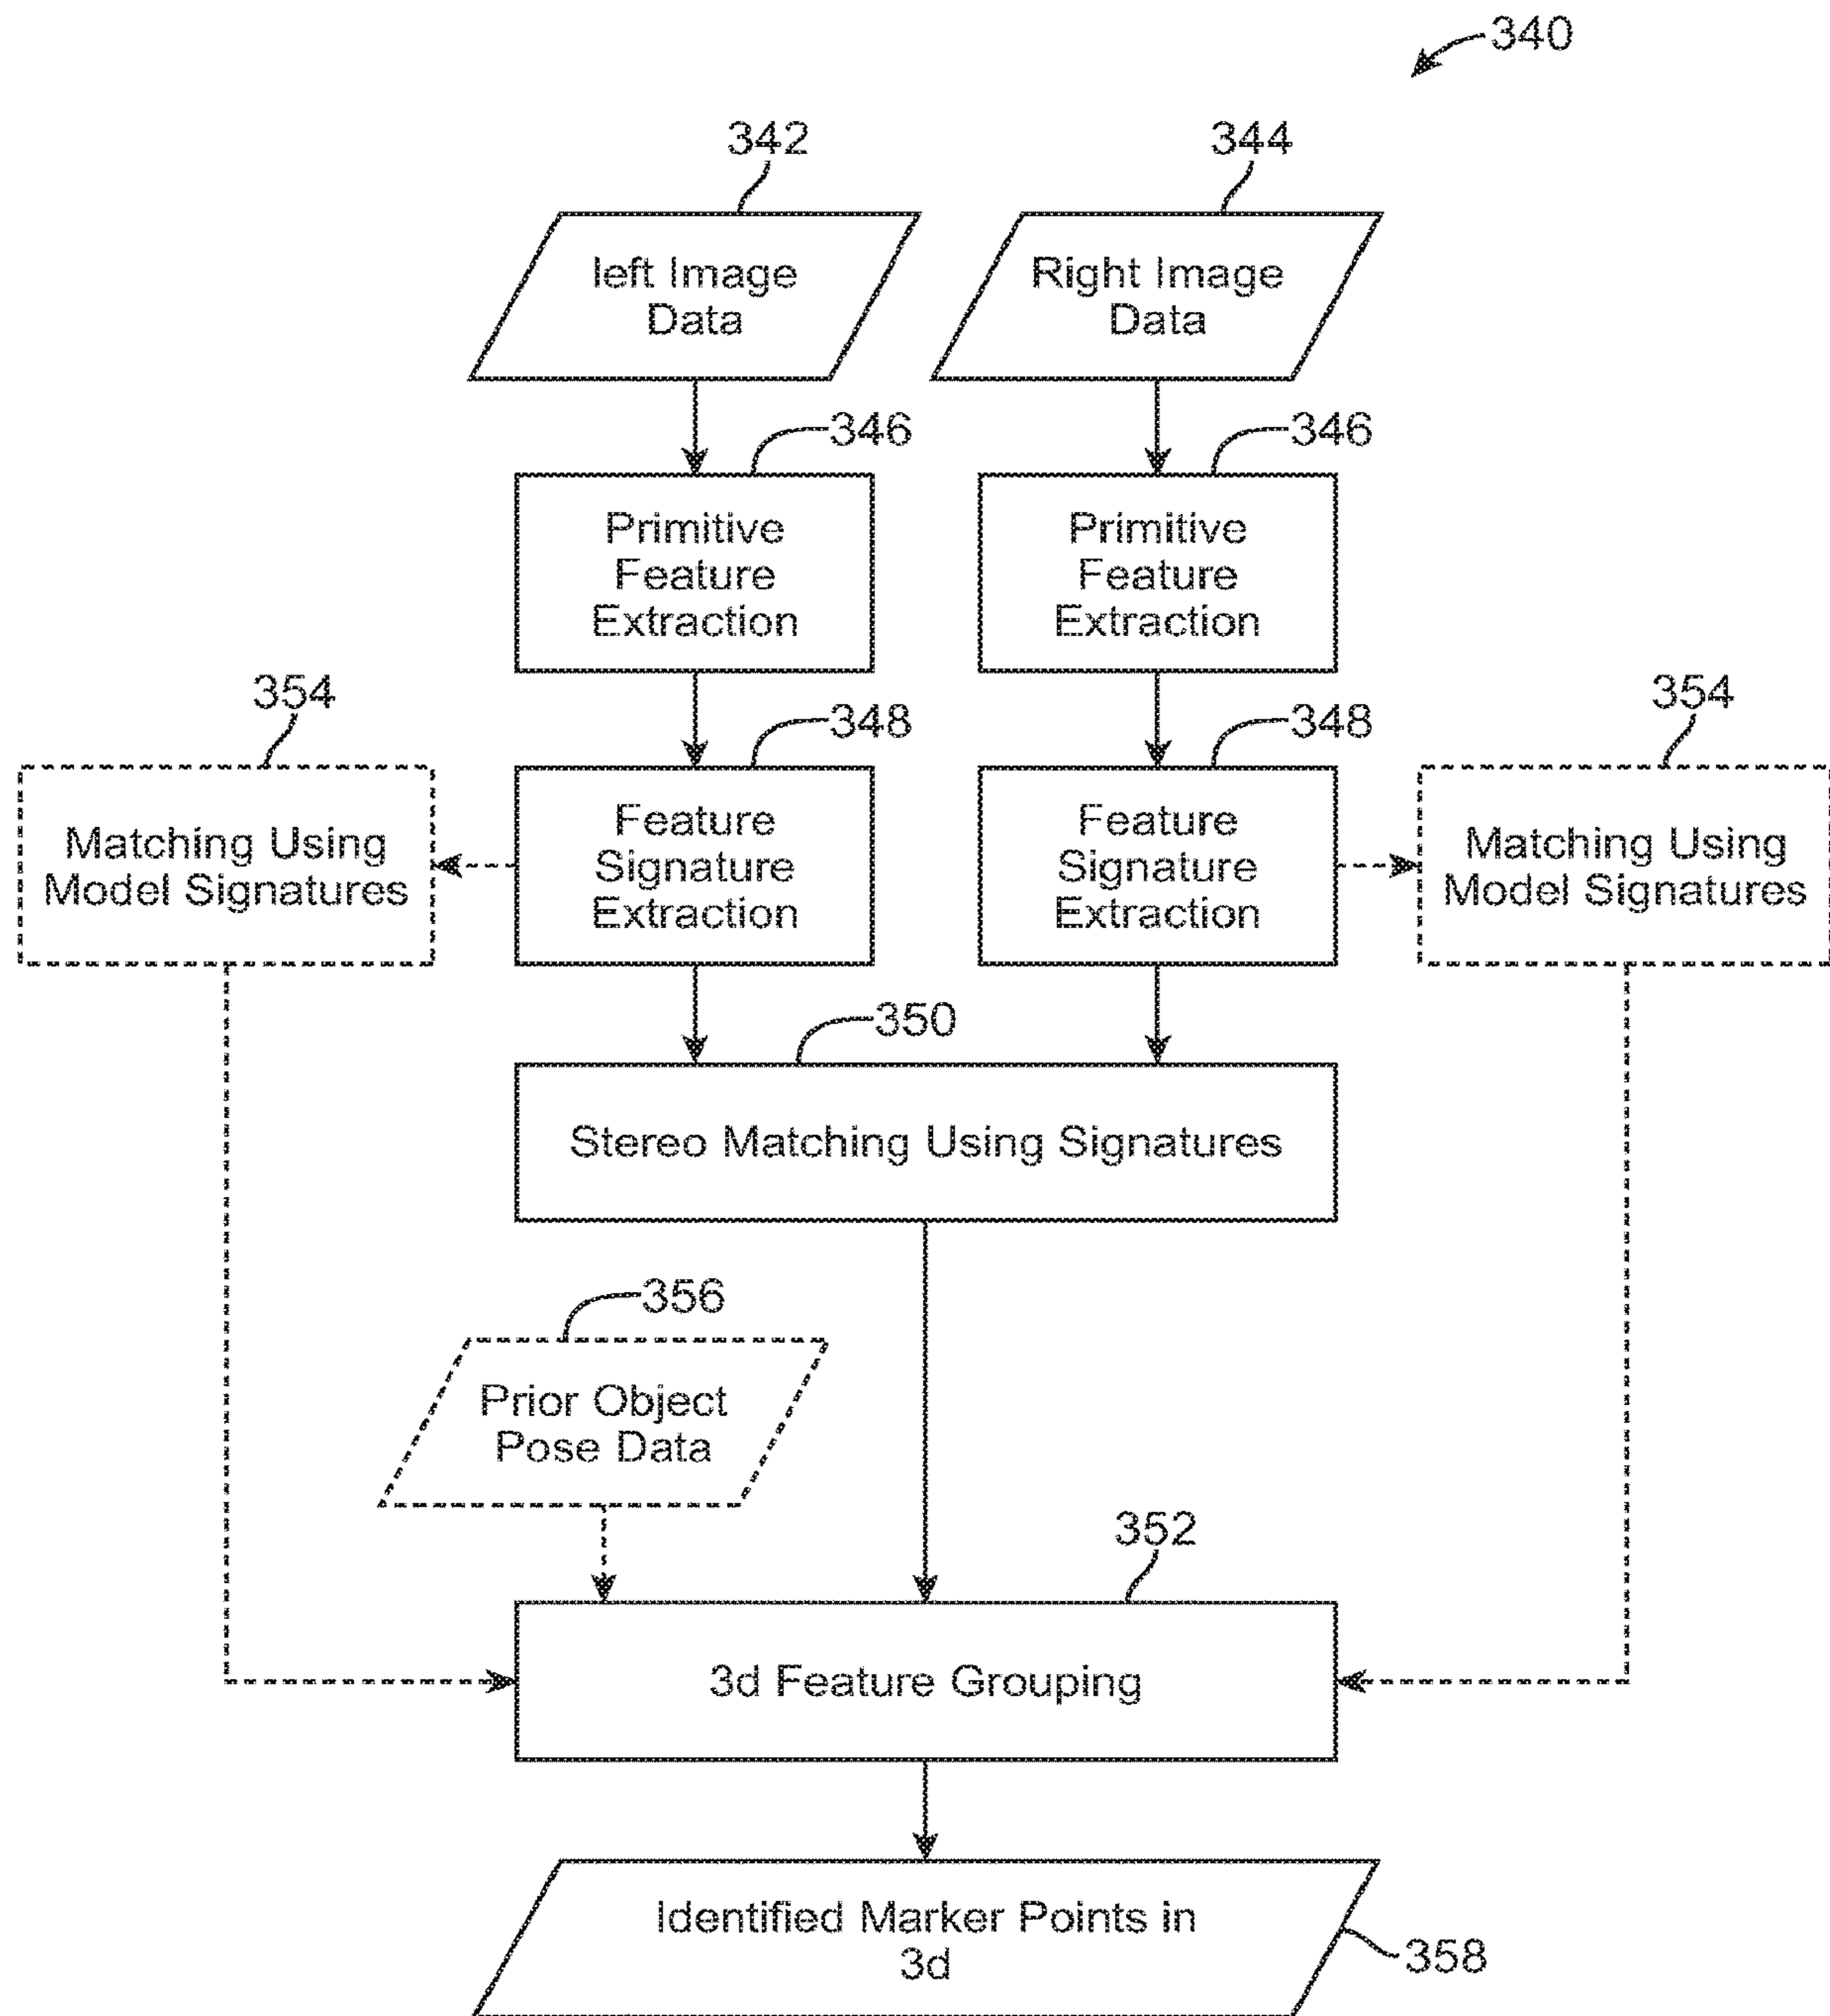 340
342
344
left Image
Data
Right Image
Data
346
346
Primitive
Feature
Extraction
Primitive
Feature
Extraction
354
348
348
354
Matching Using
Model Signatures
Feature
Signature
Extraction
Feature
Signature
Extraction
Matching Using
Model Signatures
350
Stereo Matching Using Signatures
356
Prior Object
Pose Data
352
3d Feature Grouping
Identified Marker Points in
3d
358